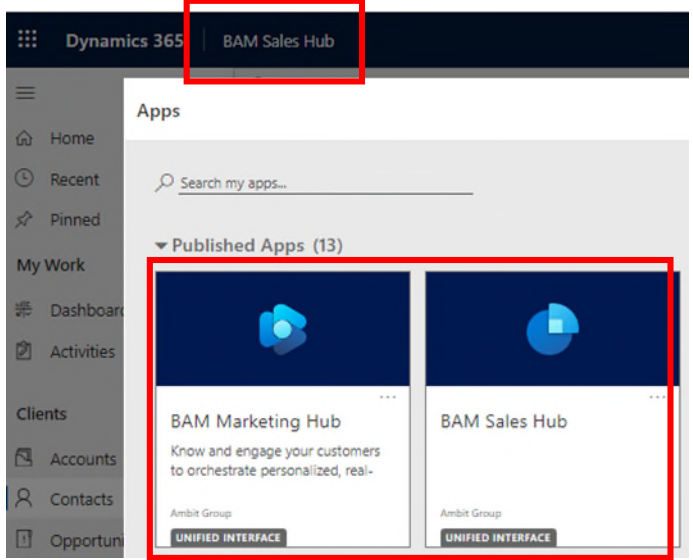 Dynamics 365 BAM Sales Hub
Apps
Home
Recent
Pinned
My Work
Activities
Clients
Accounts
Contacts
Search my apps...
Published Apps (13)
BAM Marketing Hub
Know and engage your customers
to orchestrate personalized, real-
Ambit Group
UNIFIED INTERFACE
BAM Sales Hub
Ambit Group
UNIFIED INTERFACE